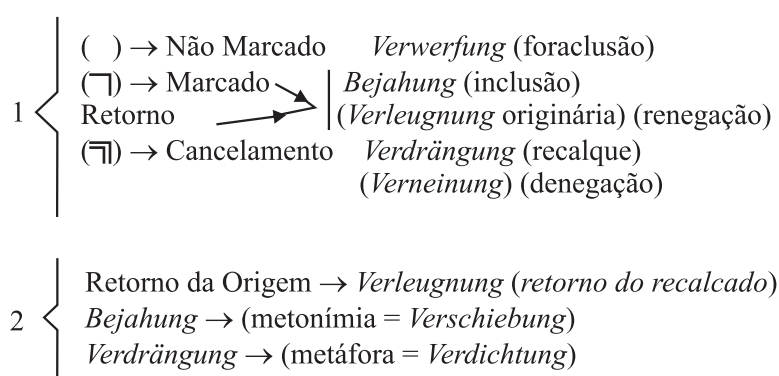 ( ) → Não Marcado Verwerfung (foraclusão)
(⅂) → Marcado Bejahung (inclusão)
1 Retorno (Verleugnung originária) (renegação)
(⅂⅂) → Cancelamento Verdrängung (recalque)
(Verneinung) (denegação)
Retorno da Origem → Verleugnung (retorno do recalcado)
2 Bejahung → (metonímia = Verschiebung)
Verdrängung → (metáfora = Verdichtung)